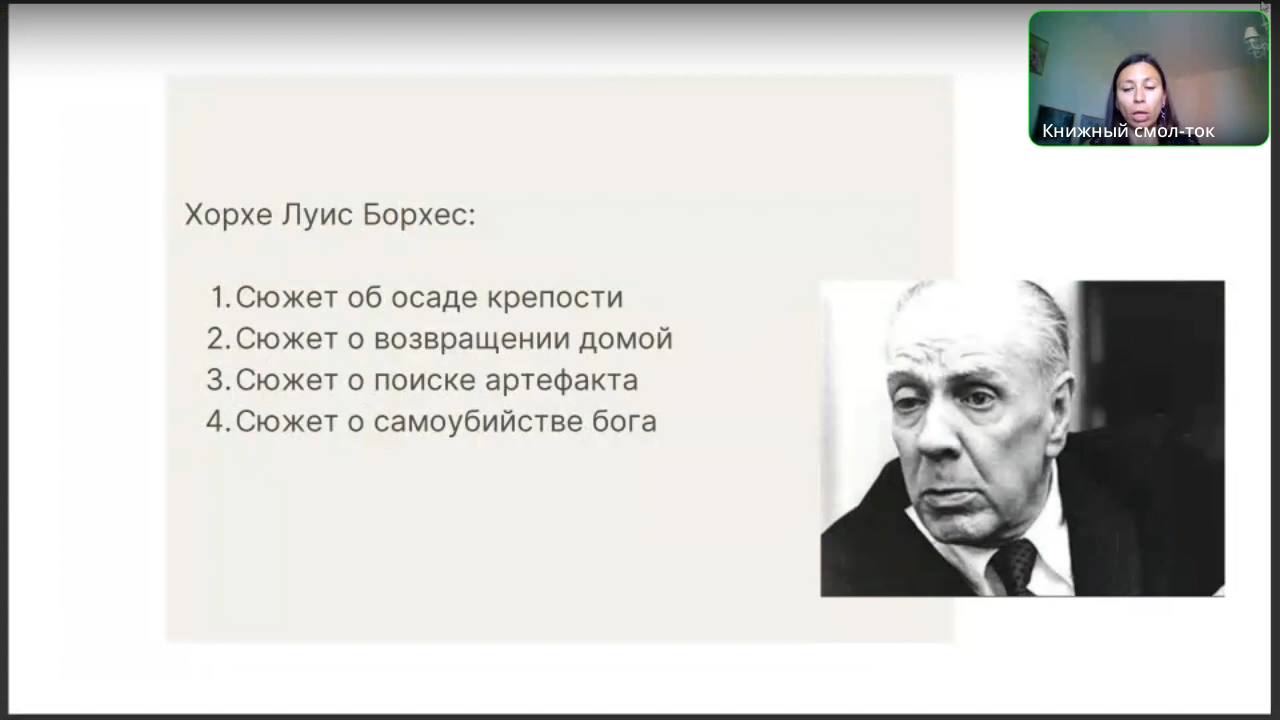 Книжный смол-ток
Хорхе Луис Борхес:
1. Сюжет об осаде крепости
2. Сюжет о возвращении домой
3. Сюжет о поиске артефакта
4. Сюжет о самоубийстве бога